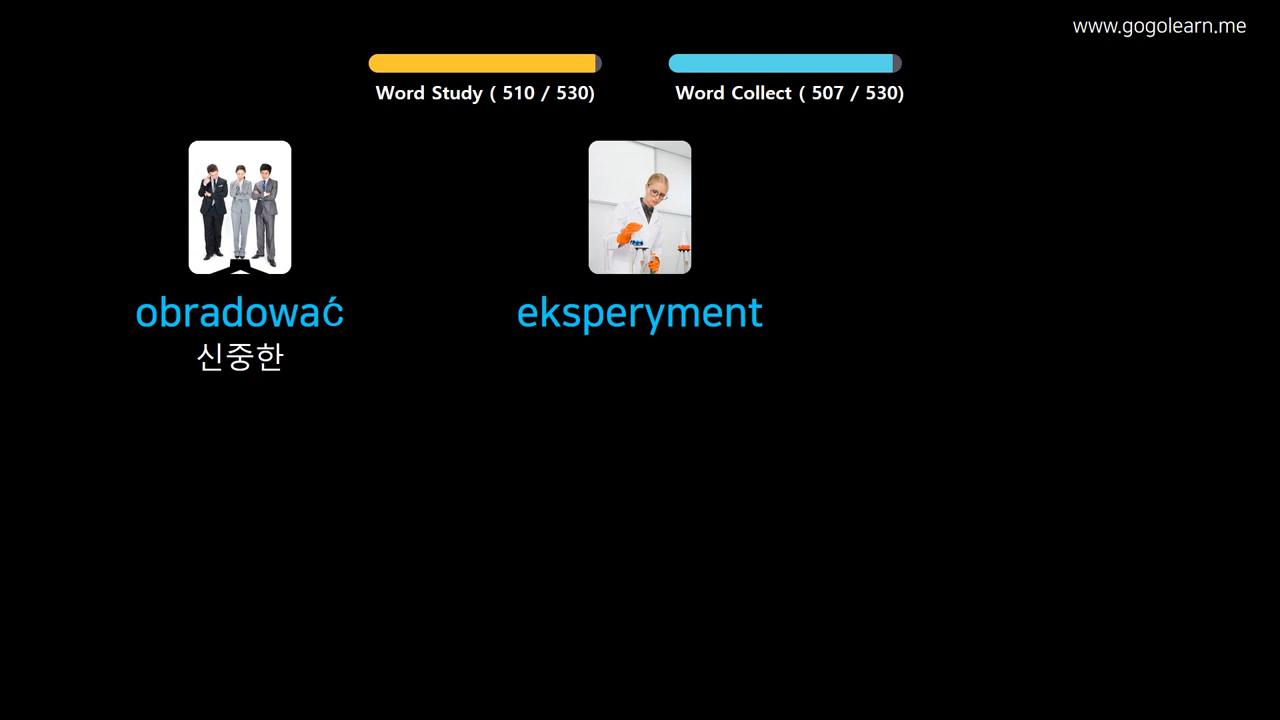 www.gogolearn.me
Word Study ( 510 / 530)
Word Collect ( 507 / 530)
obradować
신중한
eksperyment